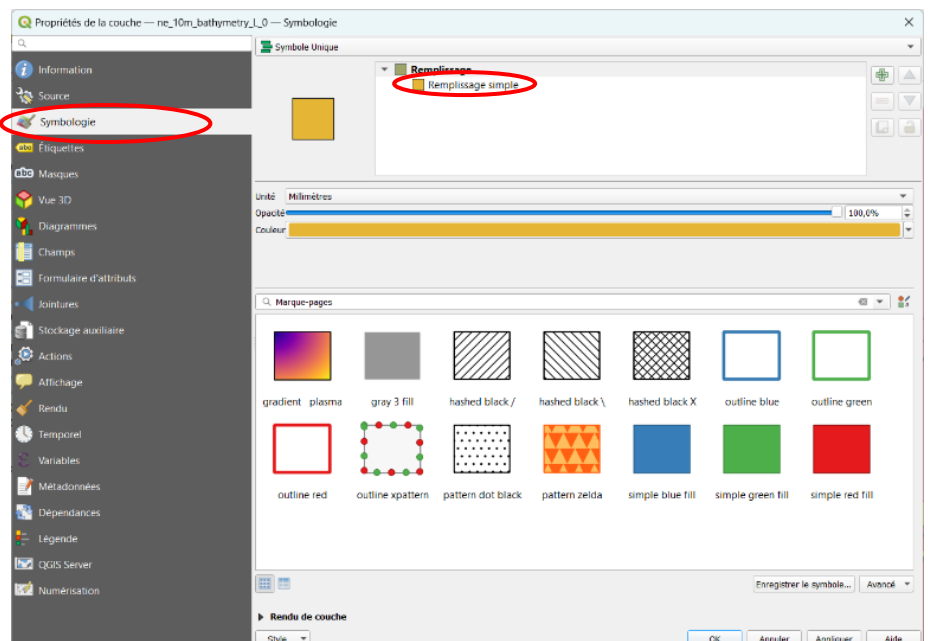 Propriétés de la couche — ne_10m_bathymetry_L_0 — Symbologie
Information
Source
Symbologie
Étiquettes
Masques
Vue 3D
Diagrammes
Champs
Formulaire d'attributs
Jointures
Stockage auxiliaire
Actions
Affichage
Rendu
Temporel
Variables
Métadonnées
Dépendances
Légende
QGIS Server
Numérisation
Symbole Unique
Remplissage
Remplissage simple
Unité Millimètres
Opacité 100,0%
Couleur
Marque-pages
gradient plasma gray 3 fill hashed black / hashed black \ hashed black X outline blue outline green
outline red outline xpattern pattern dot black pattern zelda simple blue fill simple green fill simple red fill
Enregistrer le symbole... Avancé
Rendu de couche
Style OK Annuler Appliquer Aide